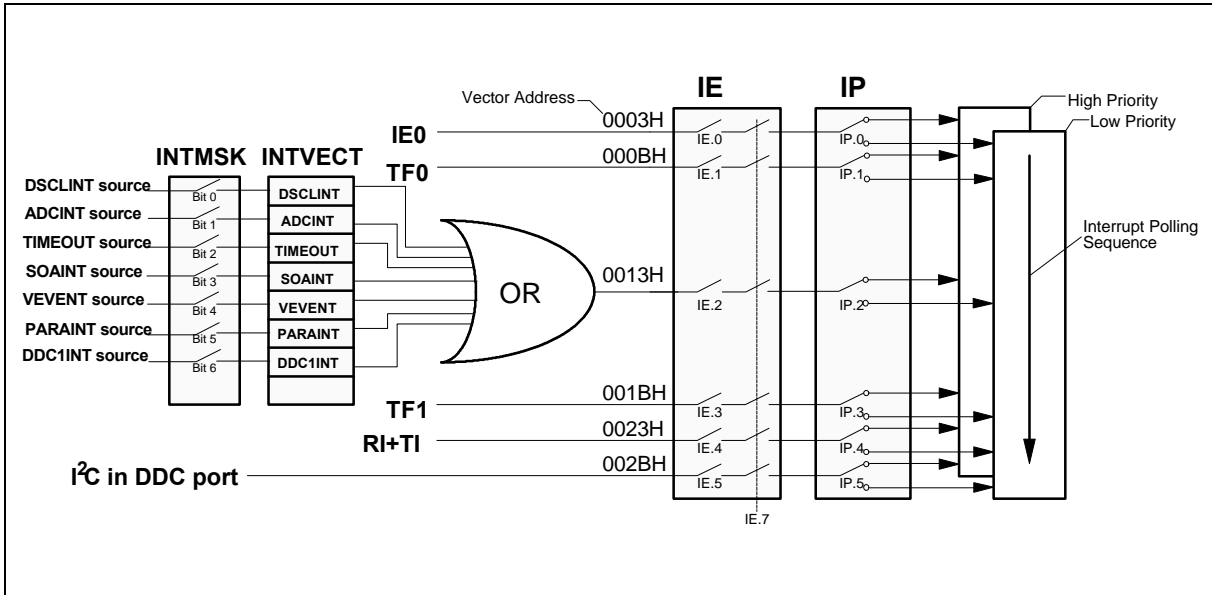 IE
IP
Vector Address
0003H
High Priority
Low Priority
IE0
IE.0
IP.0
INTMSK
INTVECT
TF0
000BH
IE.1
IP.1
DSCLINT source
Bit 0
DSCLINT
ADCINT source
Bit 1
ADCINT
TIMEOUT source
Bit 2
TIMEOUT
SOAINT source
Bit 3
SOAINT
VEVENT source
Bit 4
VEVENT
PARAINT source
Bit 5
PARAINT
DDC1INT source
Bit 6
DDC1INT
OR
0013H
IE.2
IP.2
Interrupt Polling
Sequence
TF1
001BH
IE.3
IP.3
RI+TI
0023H
IE.4
IP.4
I²C in DDC port
002BH
IE.5
IP.5
IE.7